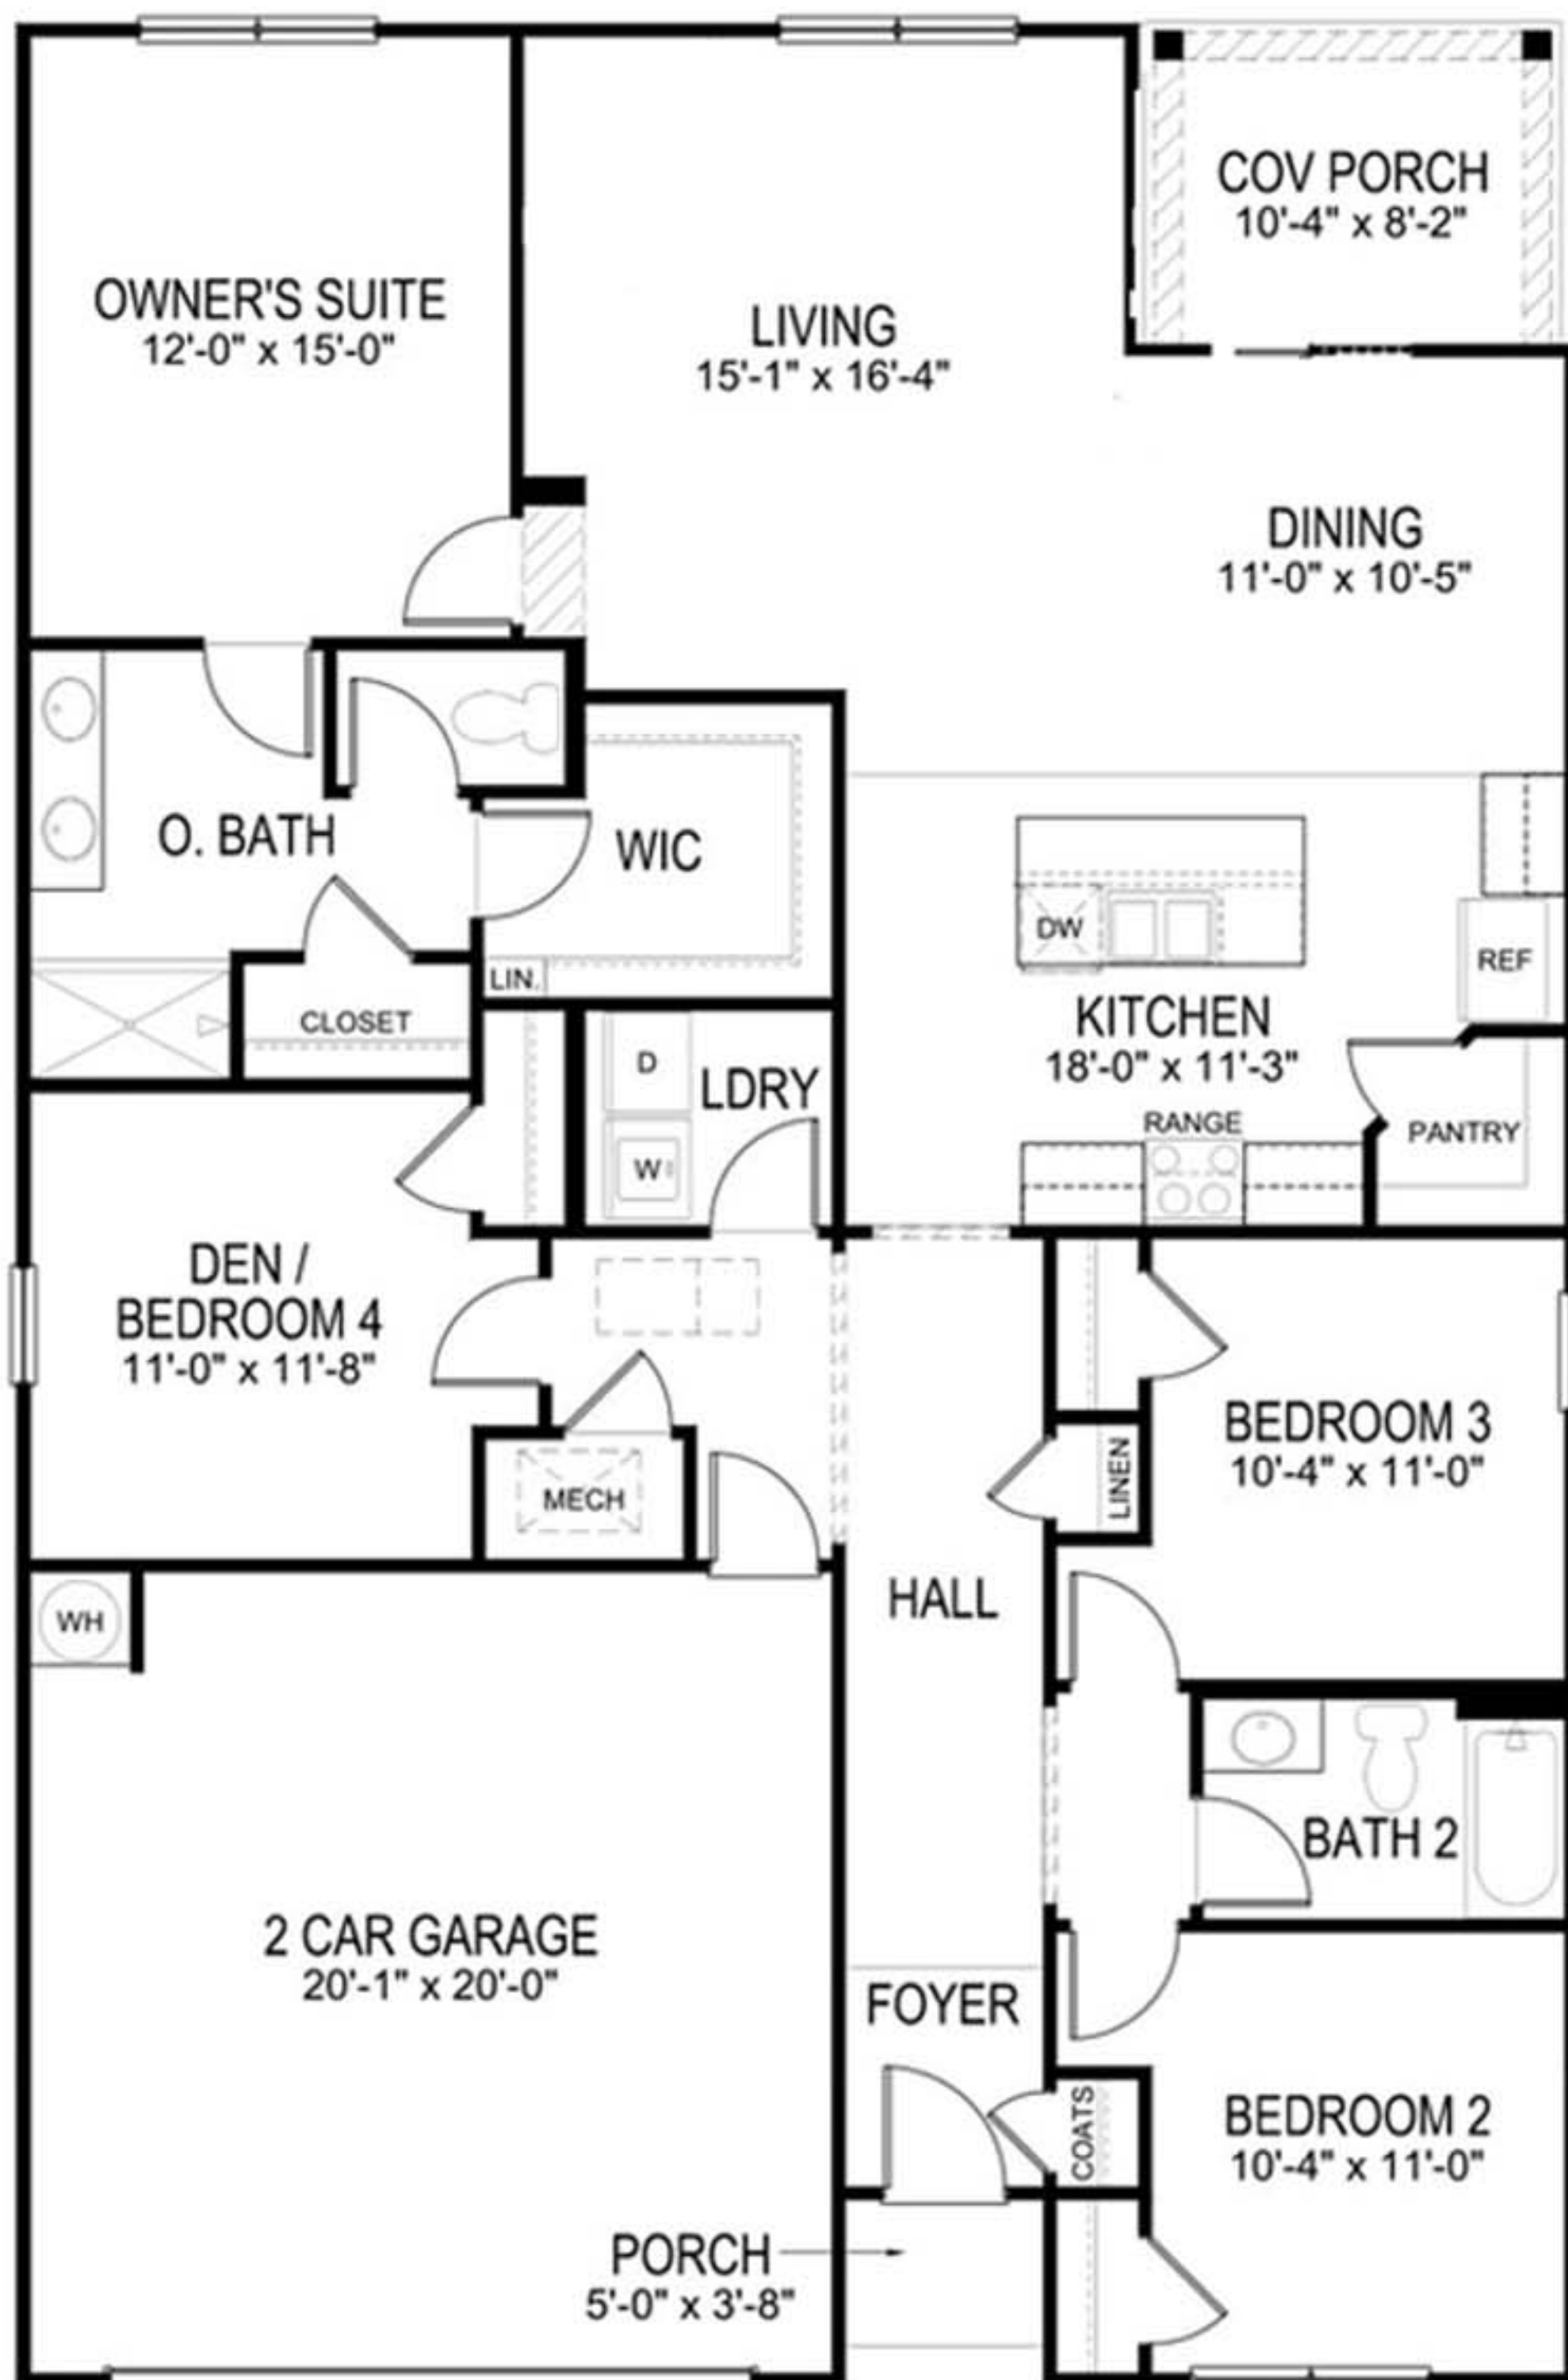 COV PORCH
10'-4" x 8'-2"
OWNER'S SUITE
12'-0" x 15'-0"
LIVING
15'-1" x 16'-4"
DINING
11'-0" x 10'-5"
O. BATH
WIC
DW
REF
LIN.
CLOSET
KITCHEN
18'-0" x 11'-3"
D
LDRY
RANGE
PANTRY
W
DEN /
BEDROOM 4
11'-0" x 11'-8"
BEDROOM 3
10'-4" x 11'-0"
LINEN
MECH
HALL
WH
BATH 2
2 CAR GARAGE
20'-1" x 20'-0"
FOYER
COATS
BEDROOM 2
10'-4" x 11'-0"
PORCH
5'-0" x 3'-8"